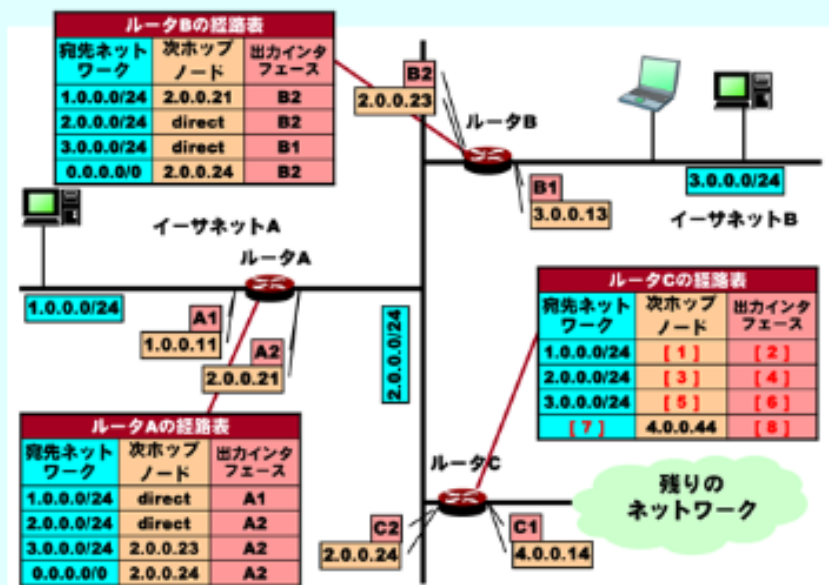 ルータBの経路表
宛先ネットワーク 次ホップノード 出力インタフェース
1.0.0.0/24 2.0.0.21 B2
2.0.0.0/24 direct B2
3.0.0.0/24 direct B1
0.0.0.0/0 2.0.0.24 B2
B2
2.0.0.23
ルータB
B1
3.0.0.13
3.0.0.0/24
イーサネットB
イーサネットA
ルータA
1.0.0.0/24
A1
1.0.0.11
A2
2.0.0.21
2.0.0.0/24
ルータCの経路表
宛先ネットワーク 次ホップノード 出力インタフェース
1.0.0.0/24 [ 1 ] [ 2 ]
2.0.0.0/24 [ 3 ] [ 4 ]
3.0.0.0/24 [ 5 ] [ 6 ]
[ 7 ] 4.0.0.44 [ 8 ]
ルータAの経路表
宛先ネットワーク 次ホップノード 出力インタフェース
1.0.0.0/24 direct A1
2.0.0.0/24 direct A2
3.0.0.0/24 2.0.0.23 A2
0.0.0.0/0 2.0.0.24 A2
ルータC
C2
2.0.0.24
C1
4.0.0.14
残りの
ネットワーク